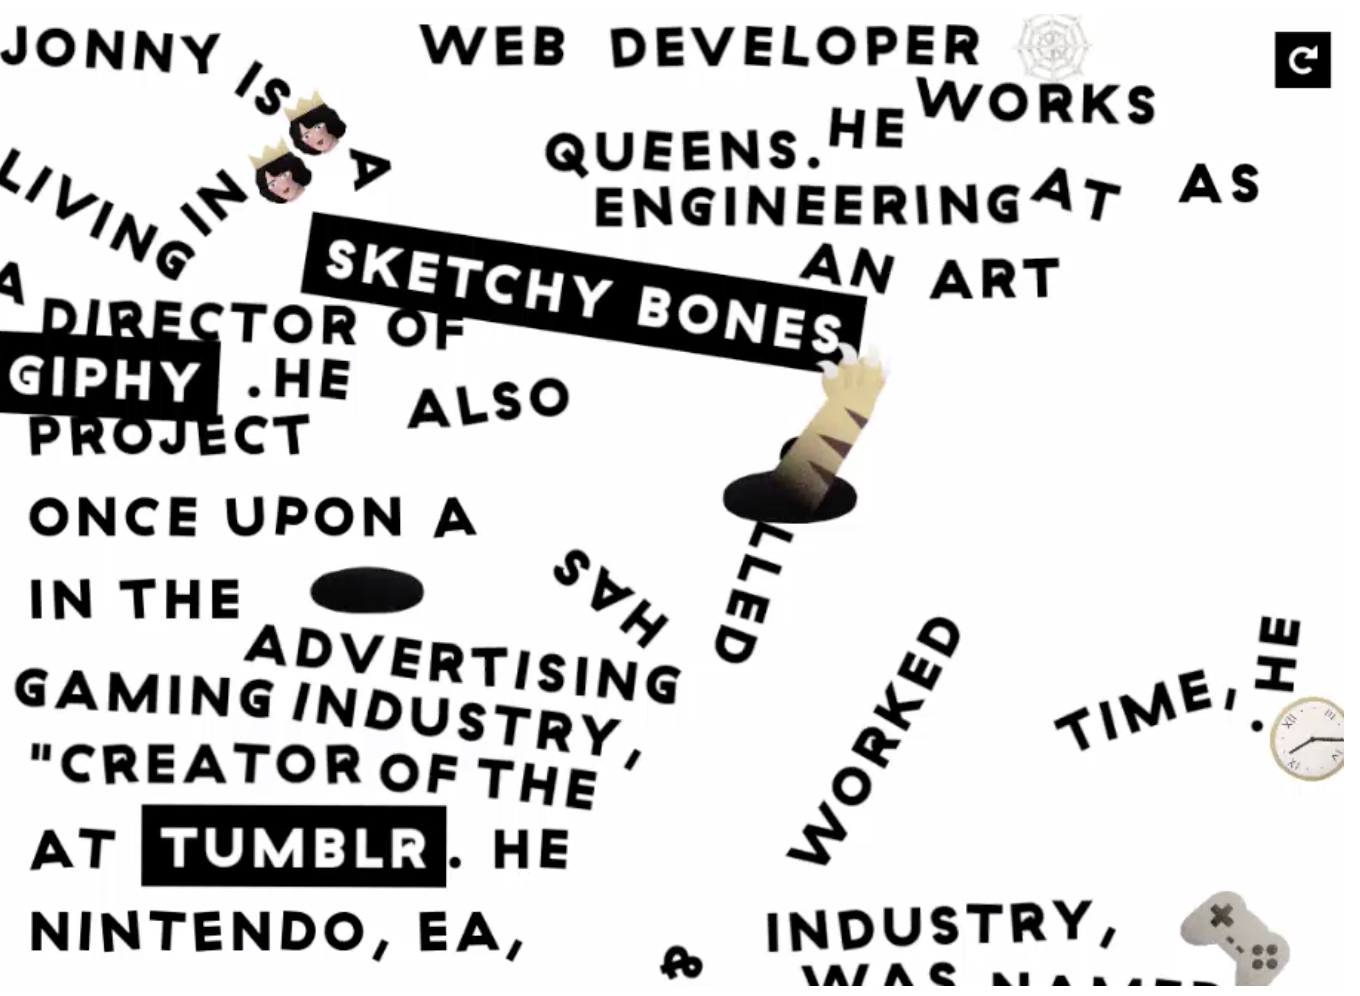 JONNY IS A WEB DEVELOPER
LIVING IN QUEENS. HE WORKS
ENGINEERING AT AS
A SKETCHY BONES AN ART
DIRECTOR OF
GIPHY .HE ALSO
PROJECT
ONCE UPON A
IN THE HAS LLED
ADVERTISING WORKED TIME, .HE
GAMING INDUSTRY,
"CREATOR OF THE
AT TUMBLR. HE
NINTENDO, EA, & INDUSTRY,
WAS NAMED